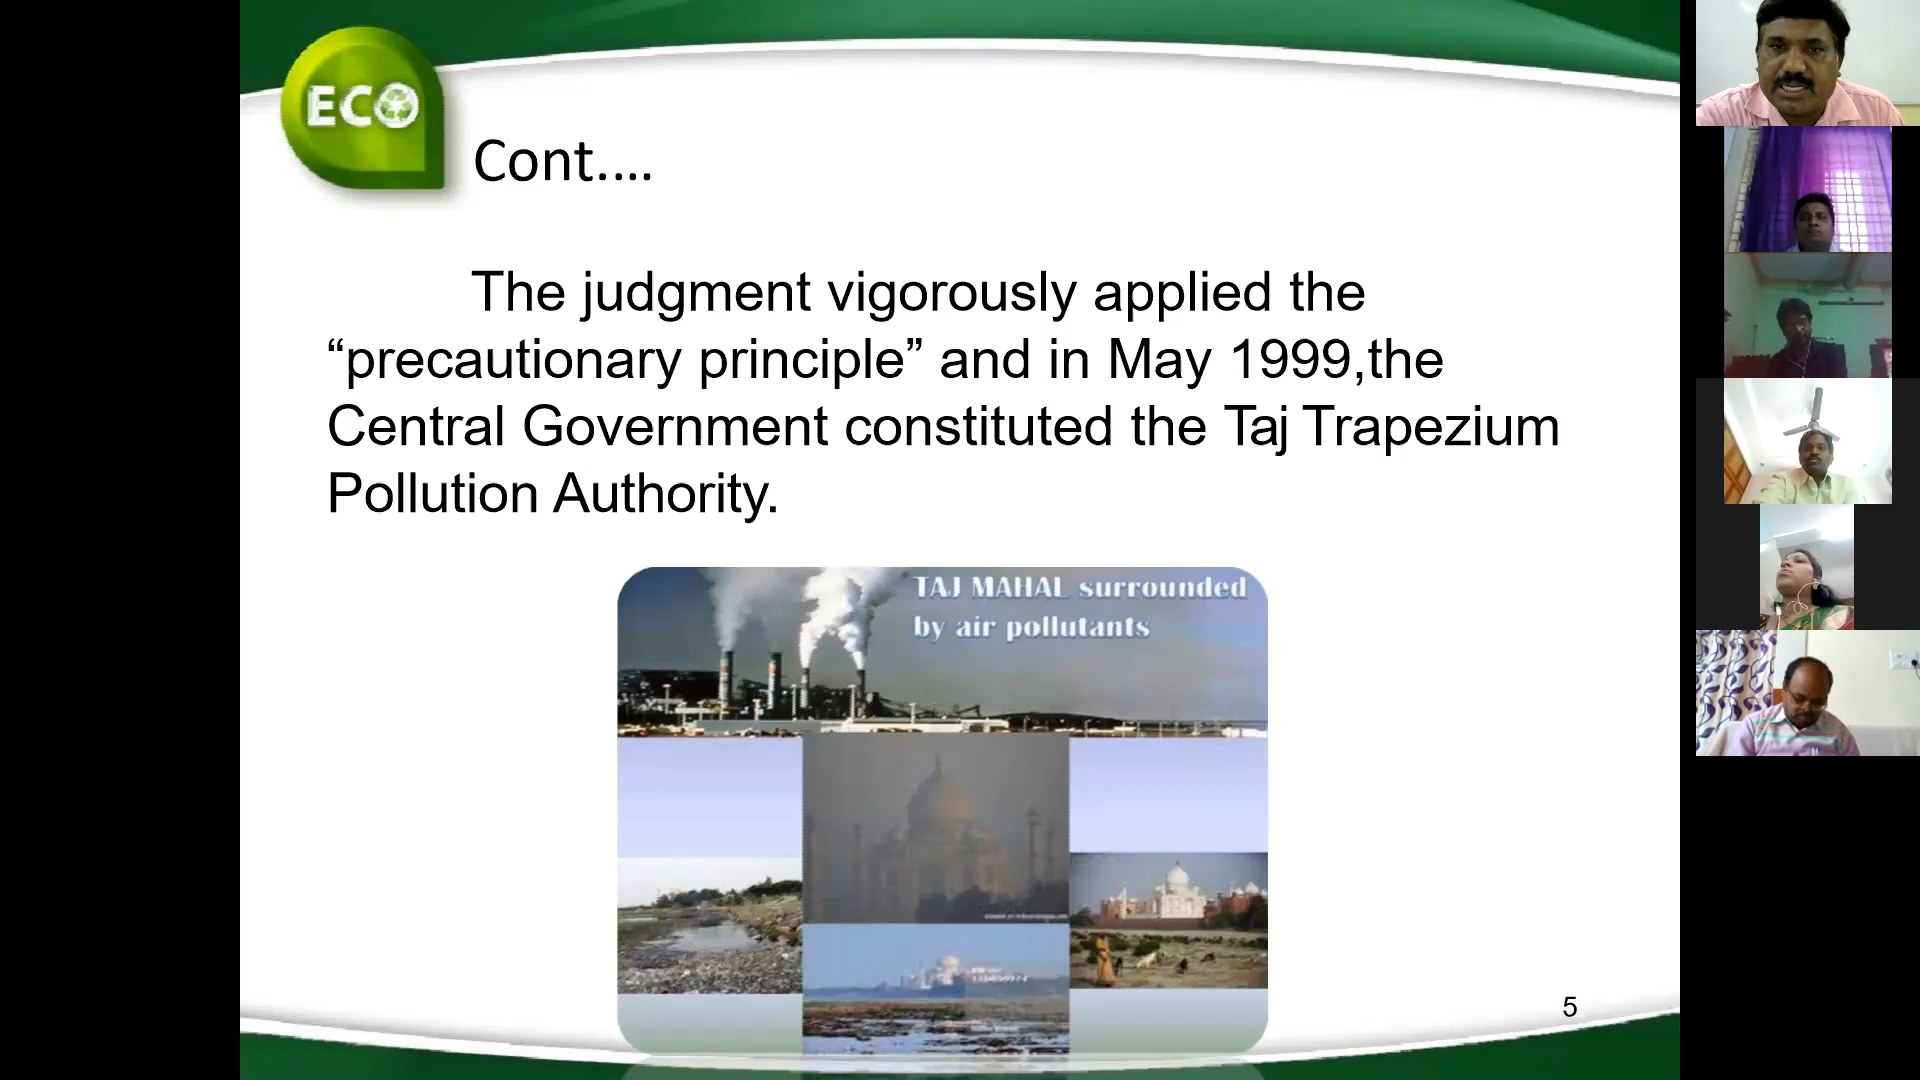 ECO
Cont....
The judgment vigorously applied the
“precautionary principle” and in May 1999,the
Central Government constituted the Taj Trapezium
Pollution Authority.
TAJ MAHAL surrounded
by air pollutants
5